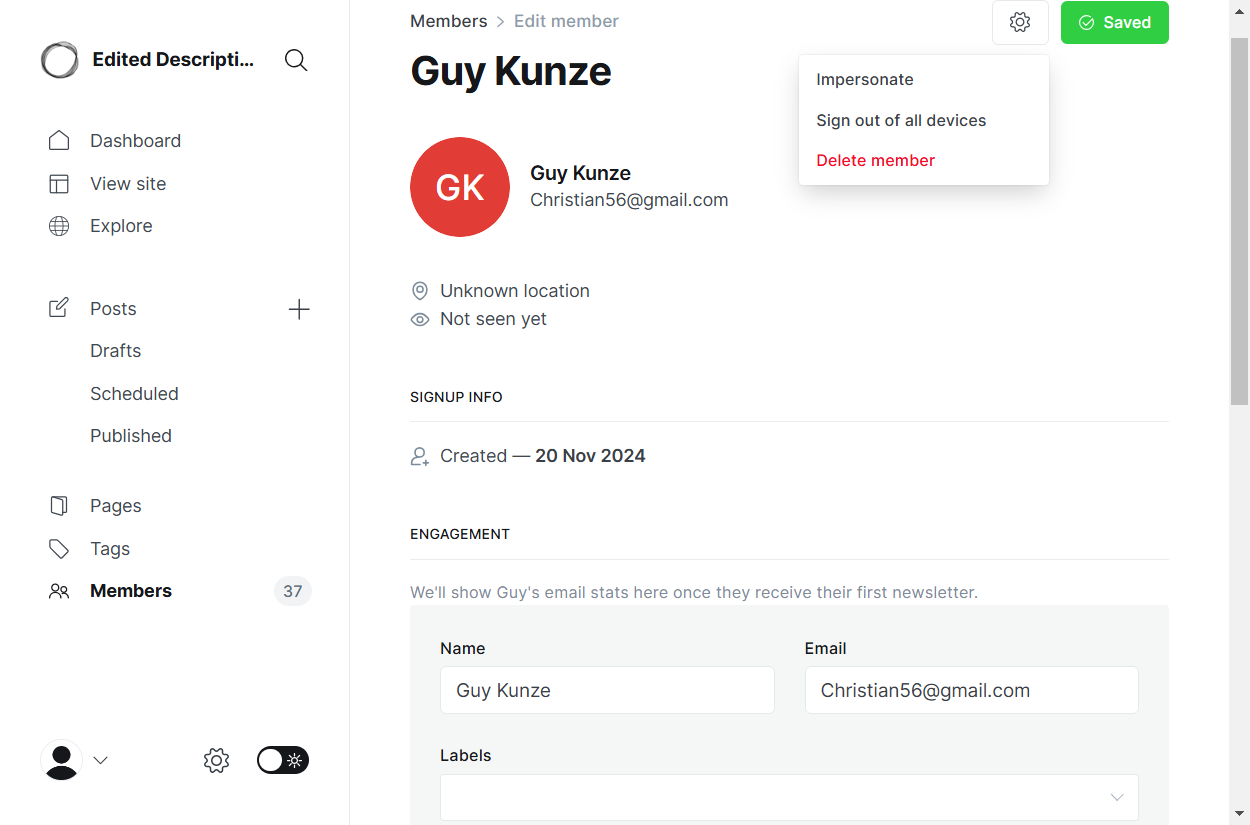 Edited Descripti...
Dashboard
View site
Explore
Posts
Drafts
Scheduled
Published
Pages
Tags
Members
37
Members > Edit member
Saved
Guy Kunze
Impersonate
Sign out of all devices
Delete member
GK
Guy Kunze
Christian56@gmail.com
Unknown location
Not seen yet
SIGNUP INFO
Created — 20 Nov 2024
ENGAGEMENT
We'll show Guy's email stats here once they receive their first newsletter.
Name
Email
Guy Kunze
Christian56@gmail.com
Labels